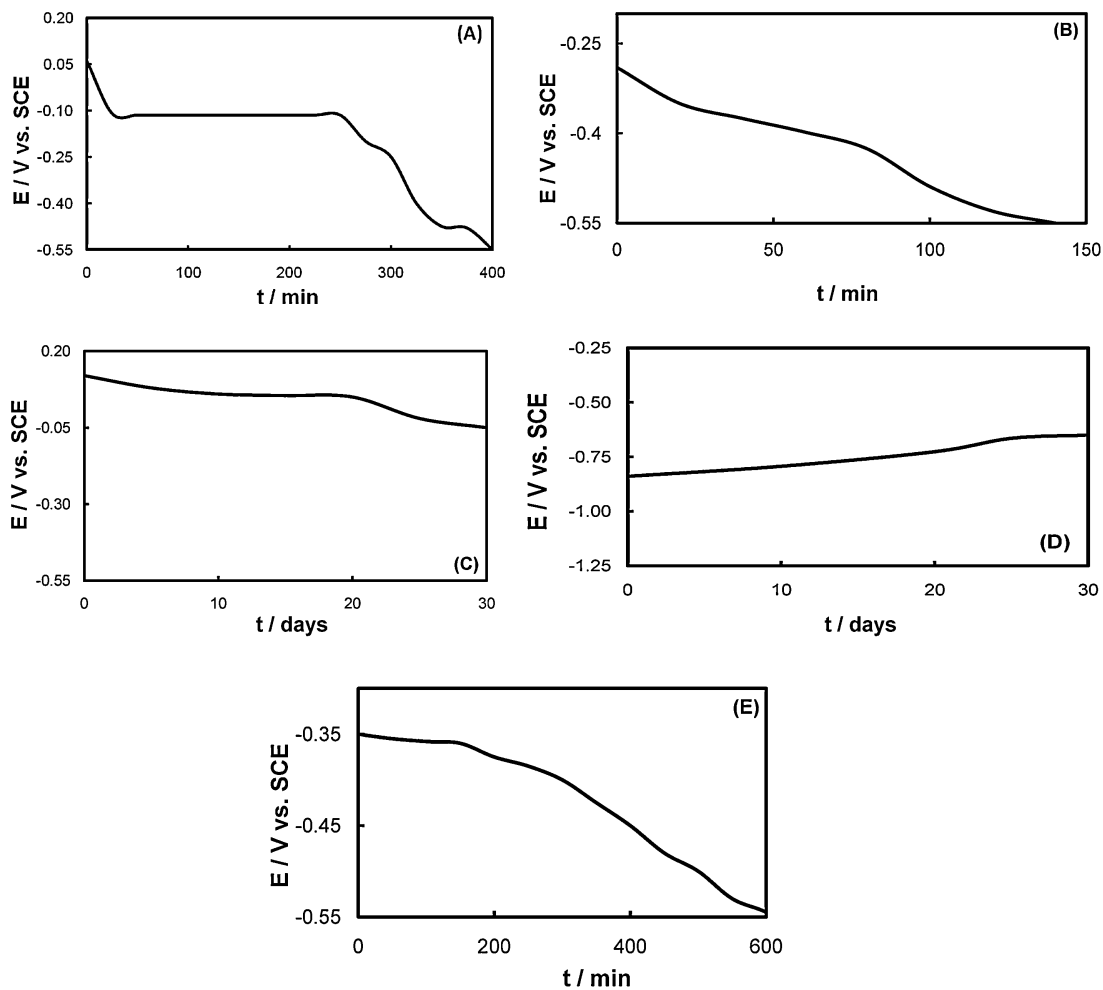 (A)
E / V vs. SCE
0.20
0.05
-0.10
-0.25
-0.40
-0.55
0 100 200 300 400
t / min
(B)
E / V vs. SCE
-0.25
-0.4
-0.55
0 50 100 150
t / min
(C)
E / V vs. SCE
0.20
-0.05
-0.30
-0.55
0 10 20 30
t / days
(D)
E / V vs. SCE
-0.25
-0.50
-0.75
-1.00
-1.25
0 10 20 30
t / days
(E)
E / V vs. SCE
-0.35
-0.45
-0.55
0 200 400 600
t / min